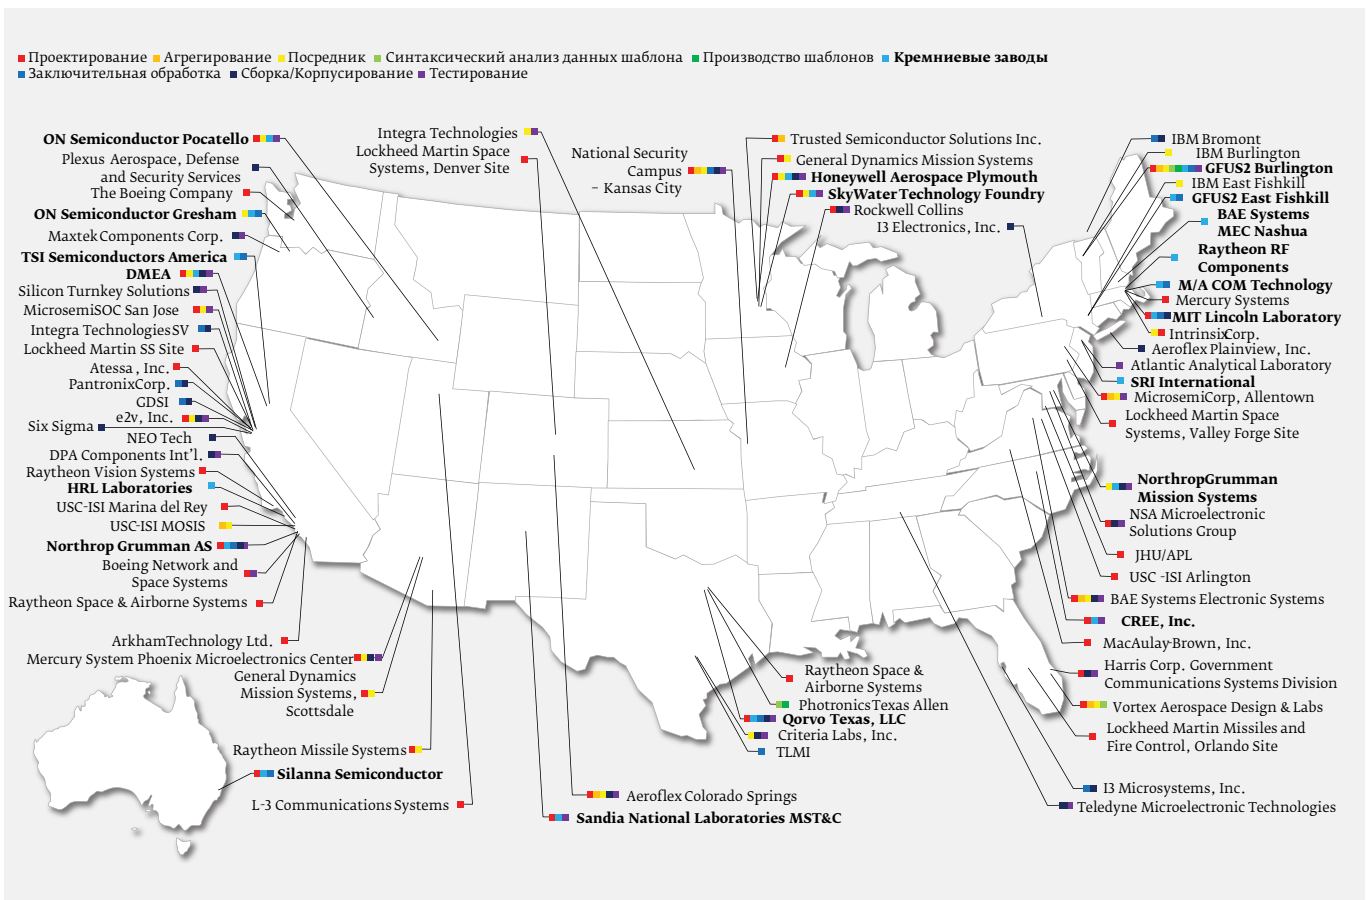 Проектирование Агрегирование Посредник Синтаксический анализ данных шаблона Производство шаблонов Кремниевые заводы
Заключительная обработка Сборка/Корпусирование Тестирование
ON Semiconductor Pocatello
Plexus Aerospace, Defense
and Security Services
The Boeing Company
ON Semiconductor Gresham
Maxtek Components Corp.
TSI Semiconductors America
DMEA
Silicon Turnkey Solutions
MicrosemiSOC San Jose
Integra Technologies SV
Lockheed Martin SS Site
Atessa , Inc.
PantronixCorp.
GDSI
e2v, Inc.
Six Sigma
NEO Tech
DPA Components Int'l.
Raytheon Vision Systems
HRL Laboratories
USC-ISI Marina del Rey
USC-ISI MOSIS
Northrop Grumman AS
Boeing Network and
Space Systems
Raytheon Space & Airborne Systems
ArkhamTechnology Ltd.
Mercury System Phoenix Microelectronics Center
General Dynamics
Mission Systems,
Scottsdale
Raytheon Missile Systems
Silanna Semiconductor
L-3 Communications Systems
Integra Technologies
Lockheed Martin Space
Systems, Denver Site
National Security
Campus
– Kansas City
Trusted Semiconductor Solutions Inc.
General Dynamics Mission Systems
Honeywell Aerospace Plymouth
SkyWater Technology Foundry
Rockwell Collins
I3 Electronics, Inc.
IBM Bromont
IBM Burlington
GFUS2 Burlington
IBM East Fishkill
GFUS2 East Fishkill
BAE Systems
MEC Nashua
Raytheon RF
Components
M/A COM Technology
Mercury Systems
MIT Lincoln Laboratory
IntrinsixCorp.
Aeroflex Plainview, Inc.
Atlantic Analytical Laboratory
SRI International
MicrosemiCorp, Allentown
Lockheed Martin Space
Systems, Valley Forge Site
NorthropGrumman
Mission Systems
NSA Microelectronic
Solutions Group
JHU/APL
USC -ISI Arlington
BAE Systems Electronic Systems
CREE, Inc.
MacAulay-Brown, Inc.
Harris Corp. Government
Communications Systems Division
Vortex Aerospace Design & Labs
Lockheed Martin Missiles and
Fire Control, Orlando Site
I3 Microsystems, Inc.
Teledyne Microelectronic Technologies
Raytheon Space &
Airborne Systems
PhotronicsTexas Allen
Qorvo Texas, LLC
Criteria Labs, Inc.
TLMI
Aeroflex Colorado Springs
Sandia National Laboratories MST&C